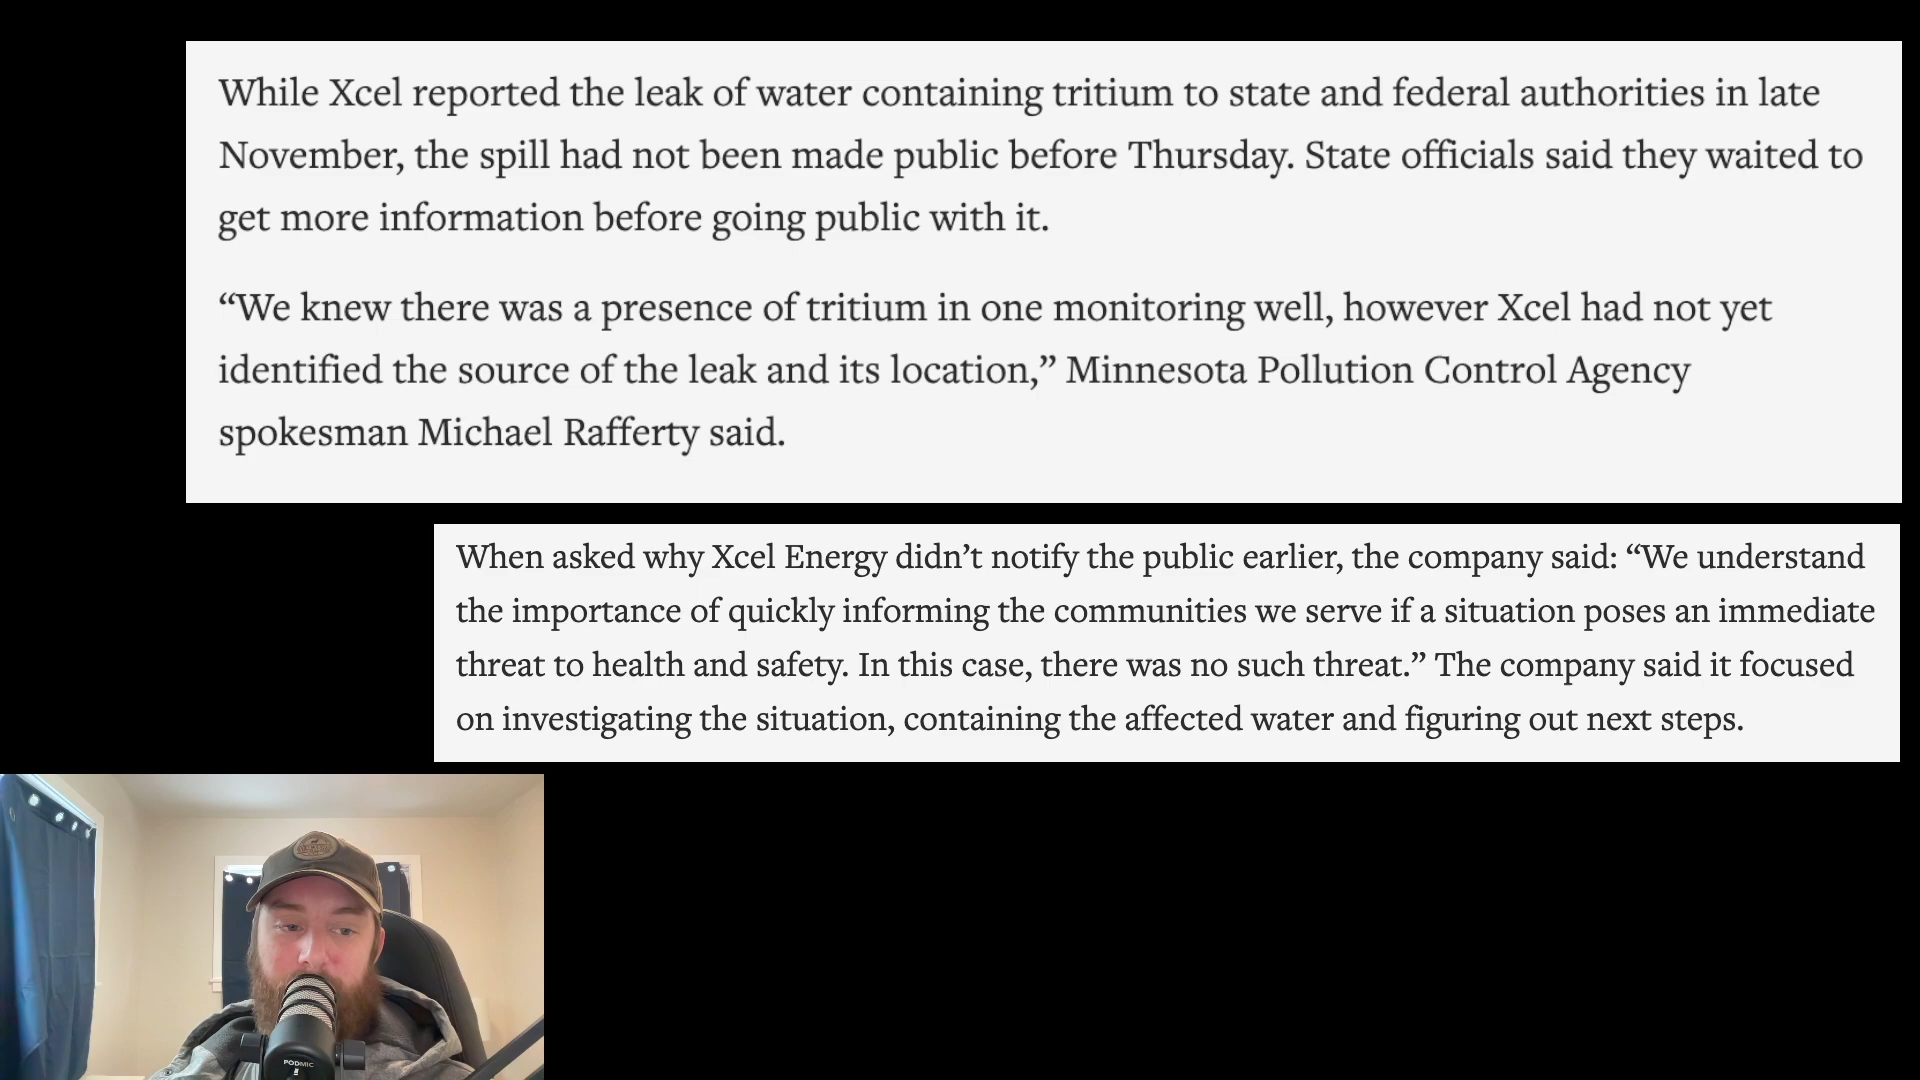 While Xcel reported the leak of water containing tritium to state and federal authorities in late
November, the spill had not been made public before Thursday. State officials said they waited to
get more information before going public with it.
“We knew there was a presence of tritium in one monitoring well, however Xcel had not yet
identified the source of the leak and its location,” Minnesota Pollution Control Agency
spokesman Michael Rafferty said.
When asked why Xcel Energy didn’t notify the public earlier, the company said: “We understand
the importance of quickly informing the communities we serve if a situation poses an immediate
threat to health and safety. In this case, there was no such threat.” The company said it focused
on investigating the situation, containing the affected water and figuring out next steps.
PODMIC